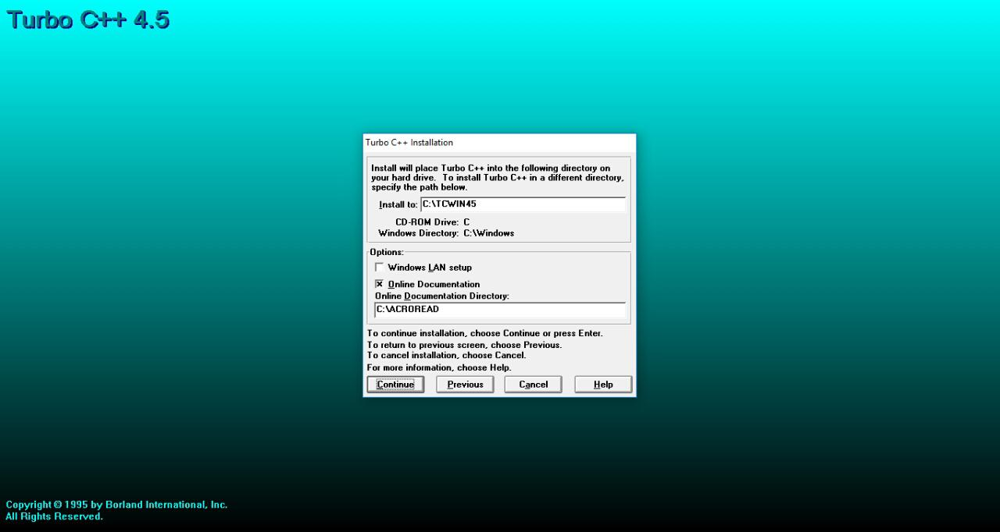 Turbo C++ 4.5
Turbo C++ Installation
Install will place Turbo C++ into the following directory on
your hard drive.  To install Turbo C++ in a different directory,
specify the path below.
Install to: C:\TCWIN45
CD-ROM Drive: C
Windows Directory: C:\Windows
Options:
Windows LAN setup
Online Documentation
Online Documentation Directory:
C:\ACROREAD
To continue installation, choose Continue or press Enter.
To return to previous screen, choose Previous.
To cancel installation, choose Cancel.
For more information, choose Help.
Continue Previous Cancel Help
Copyright © 1995 by Borland International, Inc.
All Rights Reserved.